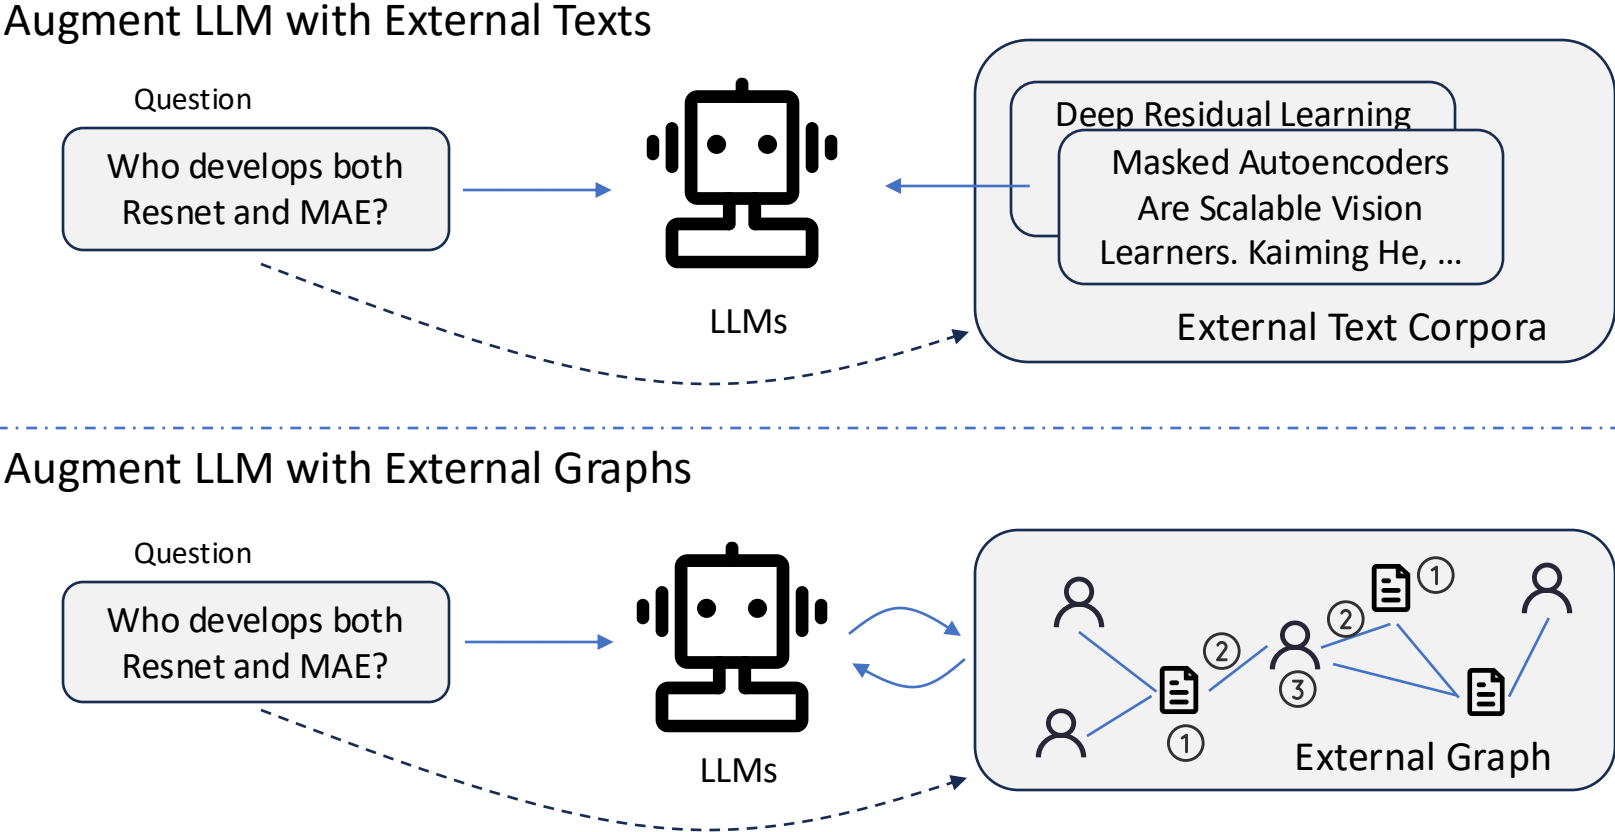 Augment LLM with External Texts
Question
Who develops both
Resnet and MAE?
LLMs
Deep Residual Learning
Masked Autoencoders
Are Scalable Vision
Learners. Kaiming He, ...
External Text Corpora
Augment LLM with External Graphs
Question
Who develops both
Resnet and MAE?
LLMs
1
2
2
3
1
External Graph